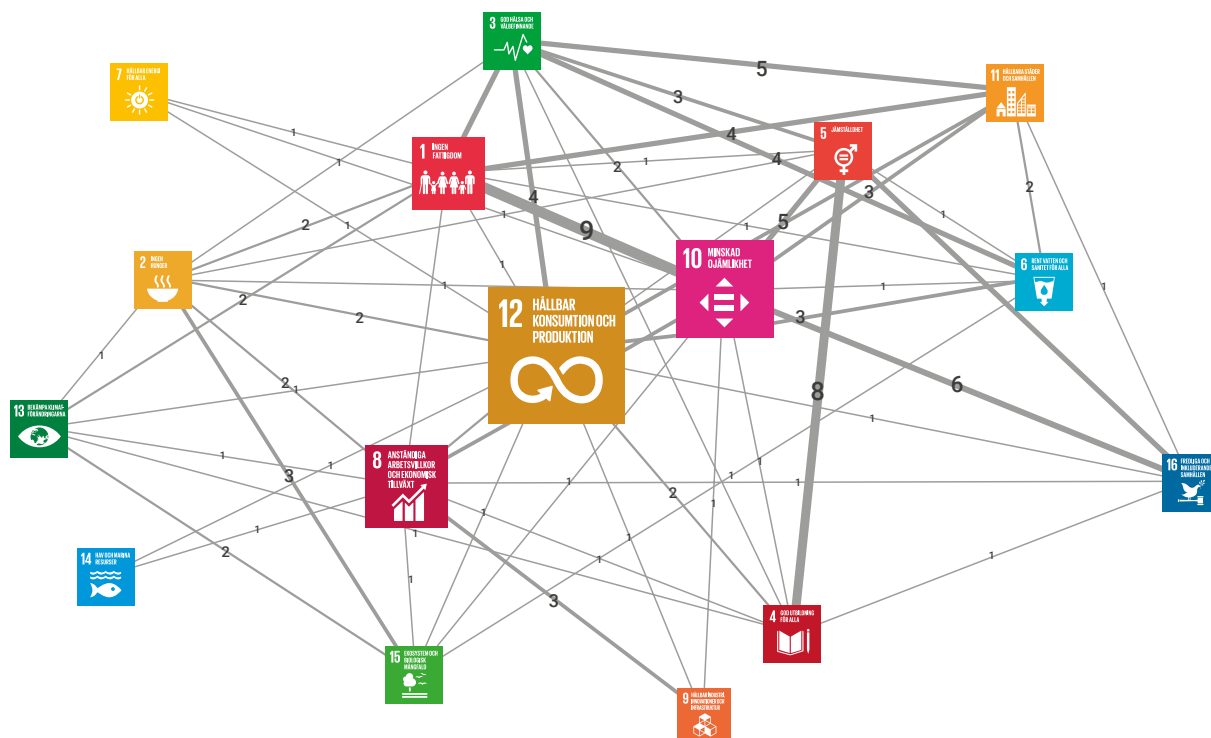 3 GOD HÄLSA OCH
VÄLBEFINNANDE
7 HÅLLBAR ENERGI
FÖR ALLA
11 HÅLLBARA STÄDER
OCH SAMHÄLLEN
5 JÄMSTÄLLDHET
1 INGEN
FATTIGDOM
10 MINSKAD
OJÄMLIKHET
2 INGEN
HUNGER
6 RENT VATTEN OCH
SANITET FÖR ALLA
12 HÅLLBAR
KONSUMTION OCH
PRODUKTION
13 BEKÄMPA KLIMAT-
FÖRÄNDRINGARNA
8 ANSTÄNDIGA
ARBETSVILLKOR
OCH EKONOMISK
TILLVÄXT
16 FREDLIGA OCH
INKLUDERANDE
SAMHÄLLEN
14 HAV OCH MARINA
RESURSER
4 GOD UTBILDNING
FÖR ALLA
15 EKOSYSTEM OCH
BIOLOGISK
MÅNGFALD
9 HÅLLBAR INDUSTRI,
INNOVATIONER OCH
INFRASTRUKTUR
5
3
1
4
1
4
1
2
2
3
4
1
2
1
1
5
1
9
1
1
1
1
2
3
2
1
2
1
6
8
1
1
1
1
3
1
2
1
1
1
1
1
1
2
1
1
1
3